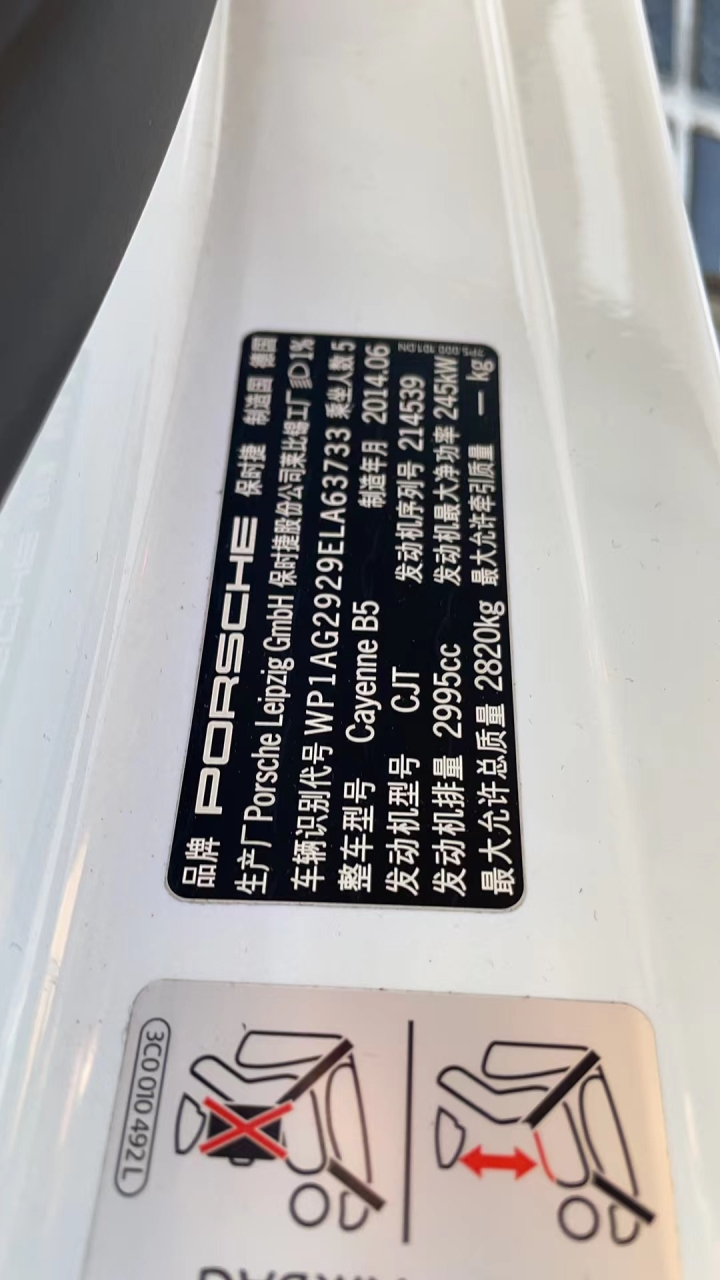 品牌 PORSCHE 保时捷 制造国 德国
生产厂 Porsche Leipzig GmbH 保时捷股份公司莱比锡工厂 1%
车辆识别代号 WP1AG2929ELA63733 乘坐人数 5
整车型号 Cayenne B5 制造年月 2014.06
发动机型号 CJT 发动机序列号 214539
发动机排量 2995cc 发动机最大净功率 245kW
最大允许总质量 2820kg 最大允许牵引质量 — kg
3C0 010 492 L